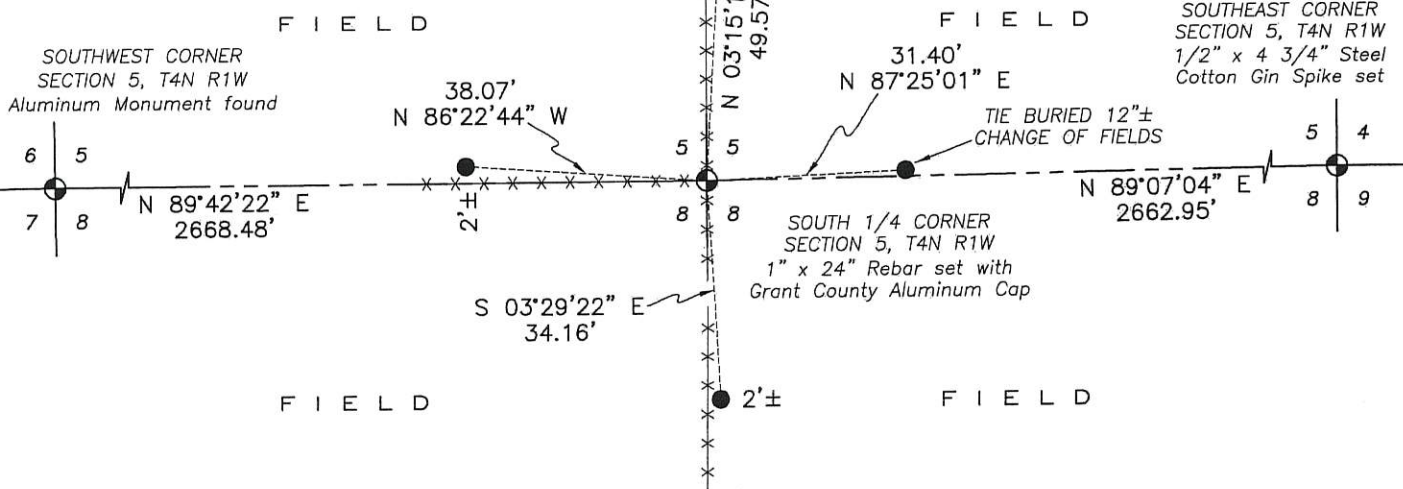 F I E L D
SOUTHWEST CORNER
SECTION 5, T4N R1W
Aluminum Monument found
38.07'
N 86°22'44" W
49.57
F I E L D
31.40'
N 87°25'01" E
SOUTHEAST CORNER
SECTION 5, T4N R1W
1/2" x 4 3/4" Steel
Cotton Gin Spike set
TIE BURIED 12"±
CHANGE OF FIELDS
6 5
7 8
N 89°42'22" E
2668.48'
2'±
5 5
8 8
N 89°07'04" E
2662.95'
5 4
8 9
SOUTH 1/4 CORNER
SECTION 5, T4N R1W
1" x 24" Rebar set with
Grant County Aluminum Cap
S 03°29'22" E
34.16'
F I E L D
2'±
F I E L D